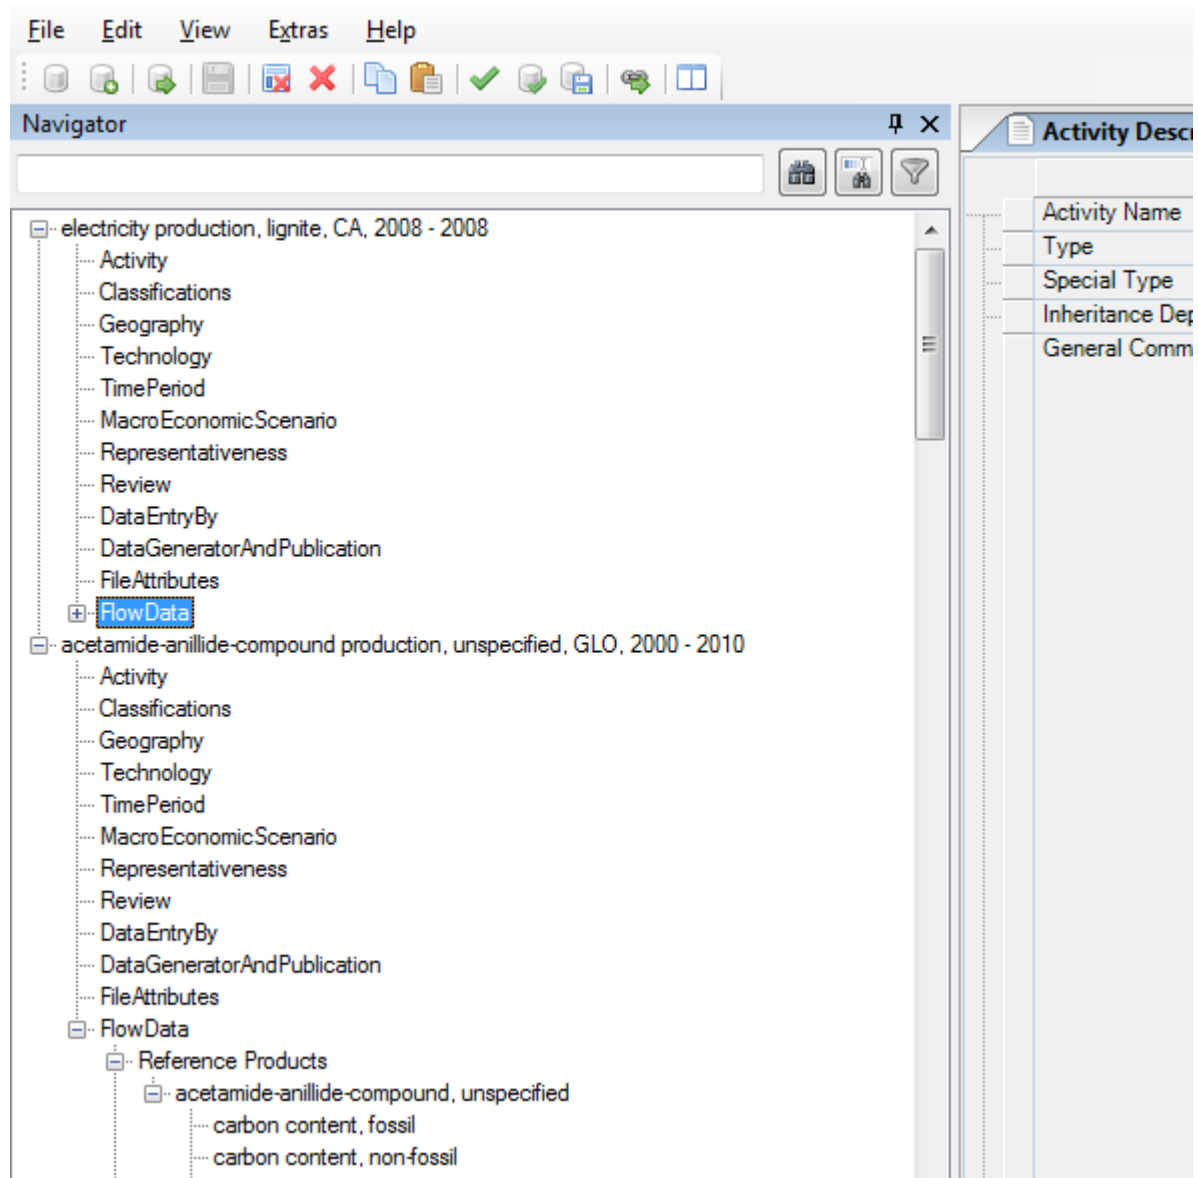 File Edit View Extras Help
Navigator
Activity Descr
electricity production, lignite, CA, 2008 - 2008
Activity
Classifications
Geography
Technology
TimePeriod
MacroEconomicScenario
Representativeness
Review
DataEntryBy
DataGeneratorAndPublication
FileAttributes
FlowData
acetamide-anillide-compound production, unspecified, GLO, 2000 - 2010
Activity
Classifications
Geography
Technology
TimePeriod
MacroEconomicScenario
Representativeness
Review
DataEntryBy
DataGeneratorAndPublication
FileAttributes
FlowData
Reference Products
acetamide-anillide-compound, unspecified
carbon content, fossil
carbon content, non-fossil
Activity Name
Type
Special Type
Inheritance Dep
General Comm